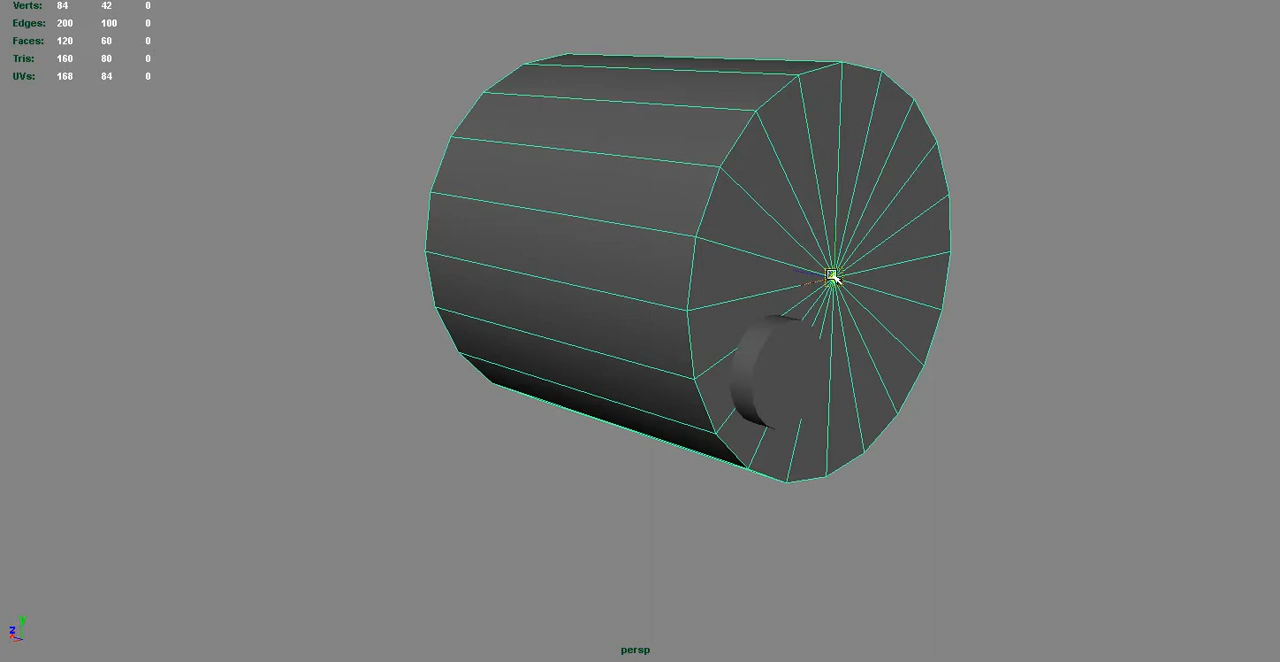 Verts: 84 42 0
Edges: 200 100 0
Faces: 120 60 0
Tris: 160 80 0
UVs: 168 84 0
Z
persp